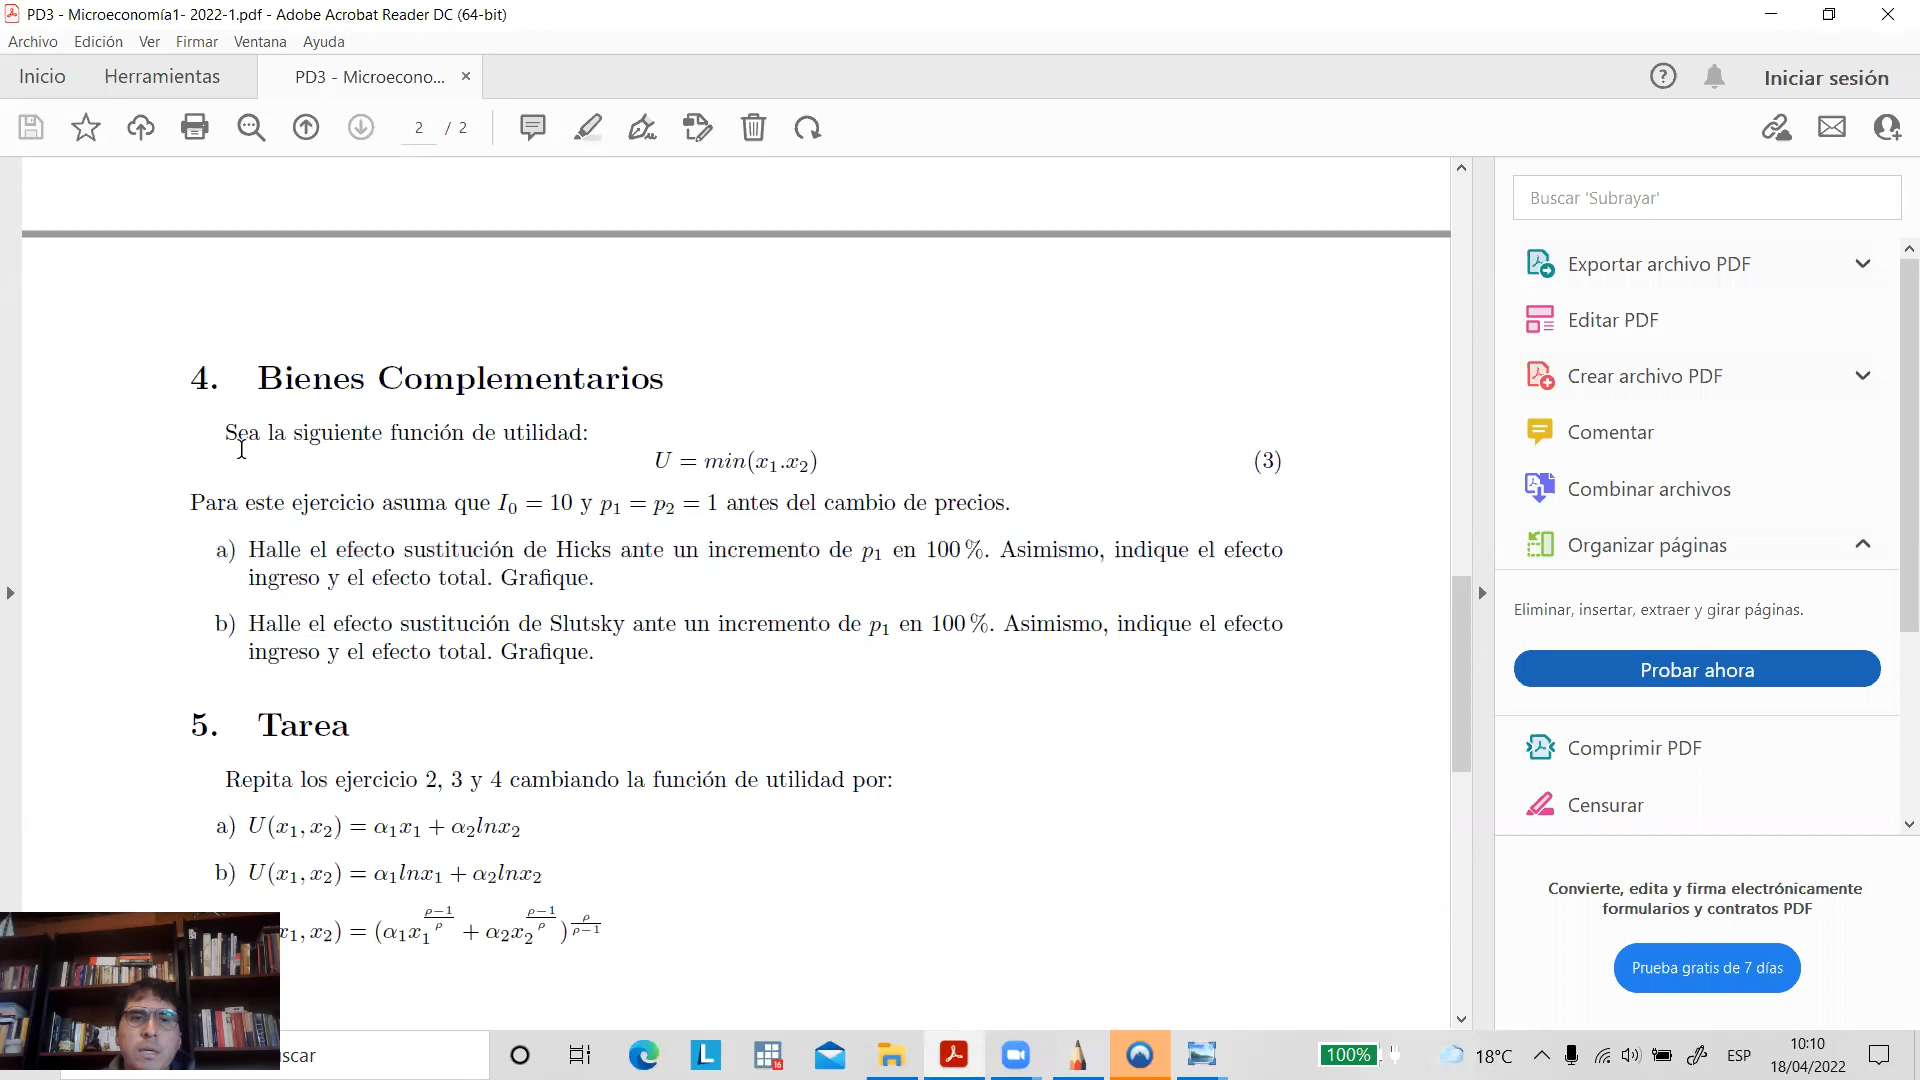 PD3 - Microeconomía1- 2022-1.pdf - Adobe Acrobat Reader DC (64-bit)
Archivo Edición Ver Firmar Ventana Ayuda
Inicio Herramientas PD3 - Microecono... × Iniciar sesión
2 / 2
Buscar 'Subrayar'
Exportar archivo PDF
Editar PDF
Crear archivo PDF
Comentar
Combinar archivos
Organizar páginas
Eliminar, insertar, extraer y girar páginas.
Probar ahora
Comprimir PDF
Censurar
Convierte, edita y firma electrónicamente
formularios y contratos PDF
Prueba gratis de 7 días
4. Bienes Complementarios
Sea la siguiente función de utilidad:
U = min(x₁.x₂) (3)
Para este ejercicio asuma que I₀ = 10 y p₁ = p₂ = 1 antes del cambio de precios.
a) Halle el efecto sustitución de Hicks ante un incremento de p₁ en 100 %. Asimismo, indique el efecto
ingreso y el efecto total. Grafique.
b) Halle el efecto sustitución de Slutsky ante un incremento de p₁ en 100 %. Asimismo, indique el efecto
ingreso y el efecto total. Grafique.
5. Tarea
Repita los ejercicio 2, 3 y 4 cambiando la función de utilidad por:
a) U(x₁, x₂) = α₁x₁ + α₂lnx₂
b) U(x₁, x₂) = α₁lnx₁ + α₂lnx₂
x₁, x₂) = (α₁x₁^((ρ−1)/ρ) + α₂x₂^((ρ−1)/ρ))^(ρ/(ρ−1))
scar
L
16
100%
18°C
ESP
10:10
18/04/2022